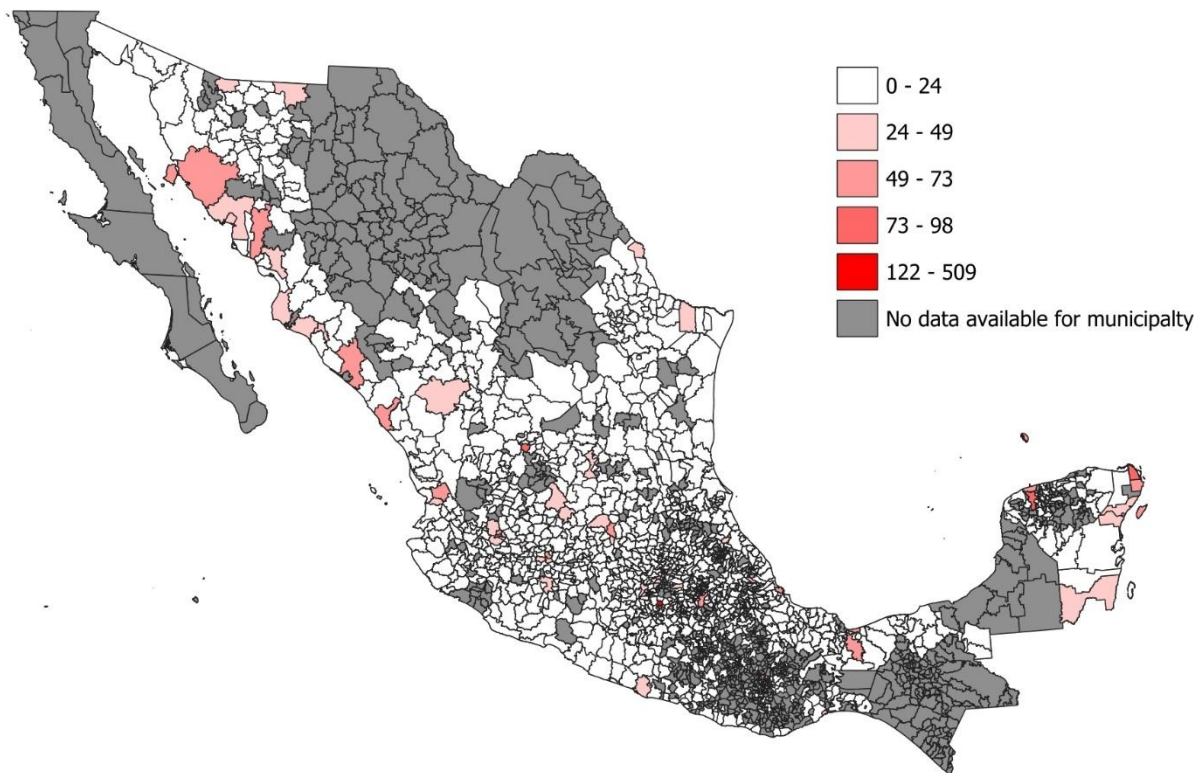 0 - 24
24 - 49
49 - 73
73 - 98
122 - 509
No data available for municipalty